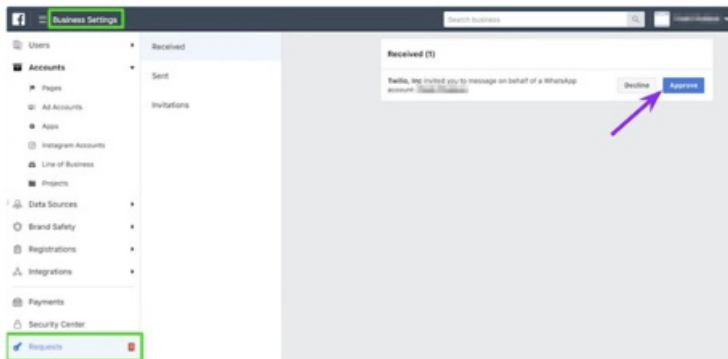 Business Settings
Search business
Users
Accounts
Pages
Ad Accounts
Apps
Instagram Accounts
Line of Business
Projects
Data Sources
Brand Safety
Registrations
Integrations
Payments
Security Center
Requests
Received
Sent
Invitations
Received (1)
Twilio, Inc invited you to message on behalf of a WhatsApp
account:
Decline
Approve